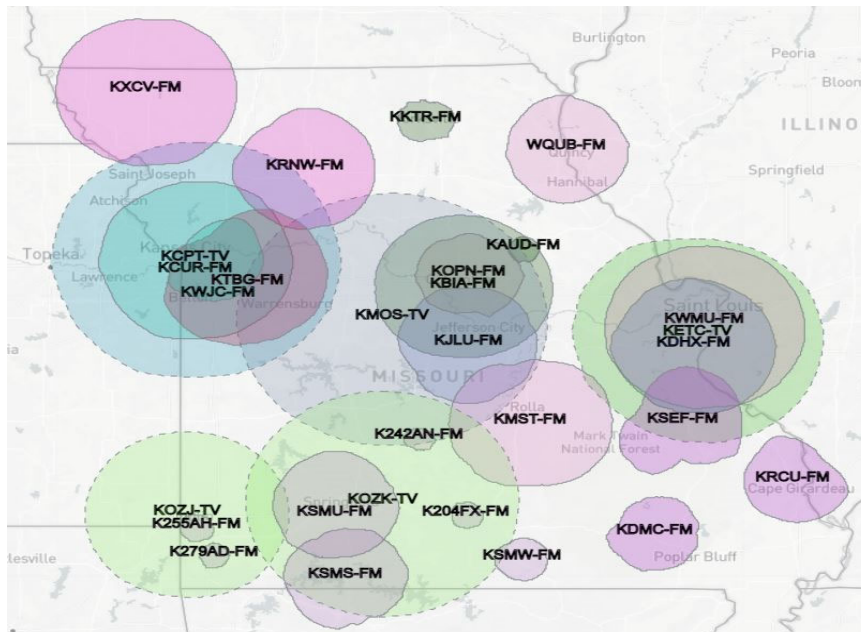 Burlington
Peoria
Bloom
KXCV-FM
KKTR-FM
ILLINO
WQUB-FM
Quincy
KRNW-FM
Saint Joseph
Hannibal
Springfield
Atchison
KAUD-FM
Kansas City
Topeka
KCPT-TV
KCUR-FM
KOPN-FM
Lawrence
KTBG-FM
KBIA-FM
KWJC-FM
Warrensburg
Saint Louis
KMOS-TV
KWMU-FM
Jefferson City
KETC-TV
KJLU-FM
KDHX-FM
MISSOURI
Rolla
KMST-FM
KSEF-FM
K242AN-FM
Mark Twain
National Forest
KRCU-FM
Cape Girardeau
KOZK-TV
KOZJ-TV
KSMU-FM
K204FX-FM
K255AH-FM
KDMC-FM
K279AD-FM
KSMW-FM
Poplar Bluff
tlesville
KSMS-FM